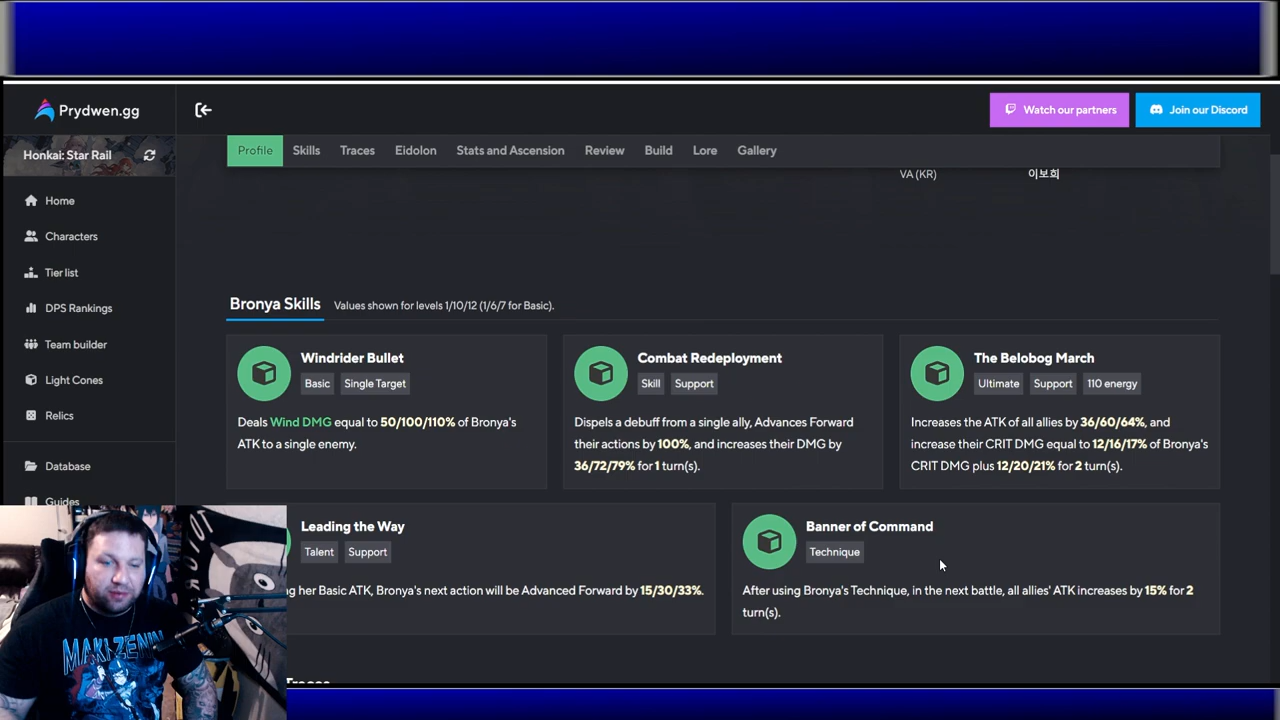 Prydwen.gg
Watch our partners
Join our Discord
Honkai: Star Rail
Profile
Skills
Traces
Eidolon
Stats and Ascension
Review
Build
Lore
Gallery
VA (KR)
이보희
Home
Characters
Tier list
DPS Rankings
Team builder
Light Cones
Relics
Database
Guides
Bronya Skills
Values shown for levels 1/10/12 (1/6/7 for Basic).
Windrider Bullet
Basic
Single Target
Deals Wind DMG equal to 50/100/110% of Bronya's
ATK to a single enemy.
Combat Redeployment
Skill
Support
Dispels a debuff from a single ally, Advances Forward
their actions by 100%, and increases their DMG by
36/72/79% for 1 turn(s).
The Belobog March
Ultimate
Support
110 energy
Increases the ATK of all allies by 36/60/64%, and
increase their CRIT DMG equal to 12/16/17% of Bronya's
CRIT DMG plus 12/20/21% for 2 turn(s).
Leading the Way
Talent
Support
her Basic ATK, Bronya's next action will be Advanced Forward by 15/30/33%.
Banner of Command
Technique
After using Bronya's Technique, in the next battle, all allies' ATK increases by 15% for 2
turn(s).
MAKI ZENIN